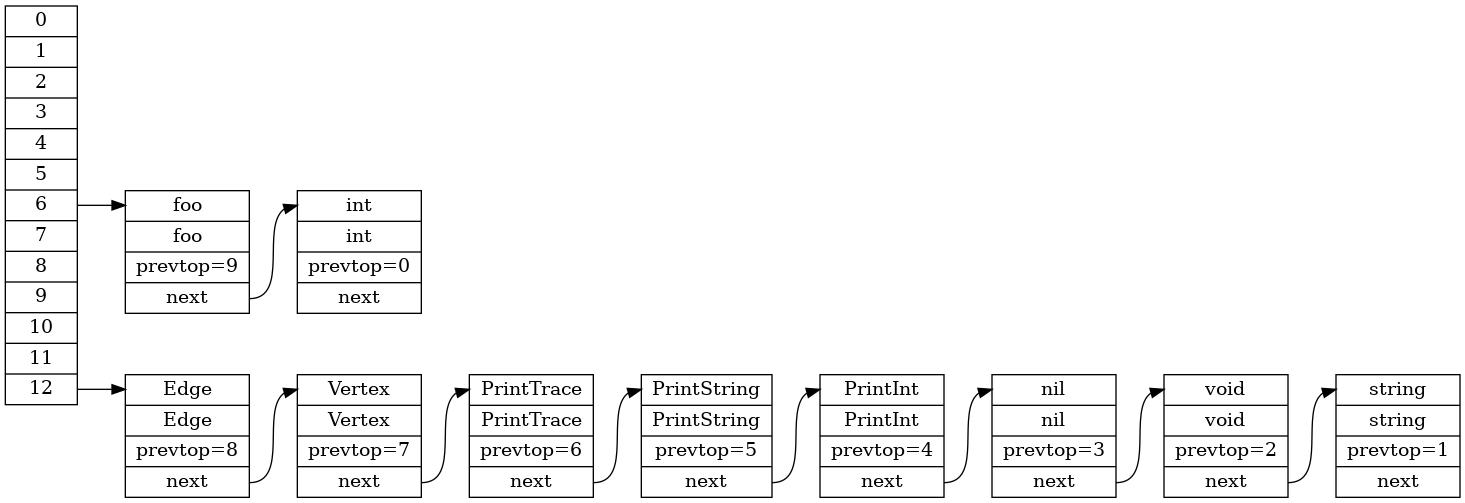 0
1
2
3
4
5
6
7
8
9
10
11
12
foo
foo
prevtop=9
next
int
int
prevtop=0
next
Edge
Edge
prevtop=8
next
Vertex
Vertex
prevtop=7
next
PrintTrace
PrintTrace
prevtop=6
next
PrintString
PrintString
prevtop=5
next
PrintInt
PrintInt
prevtop=4
next
nil
nil
prevtop=3
next
void
void
prevtop=2
next
string
string
prevtop=1
next